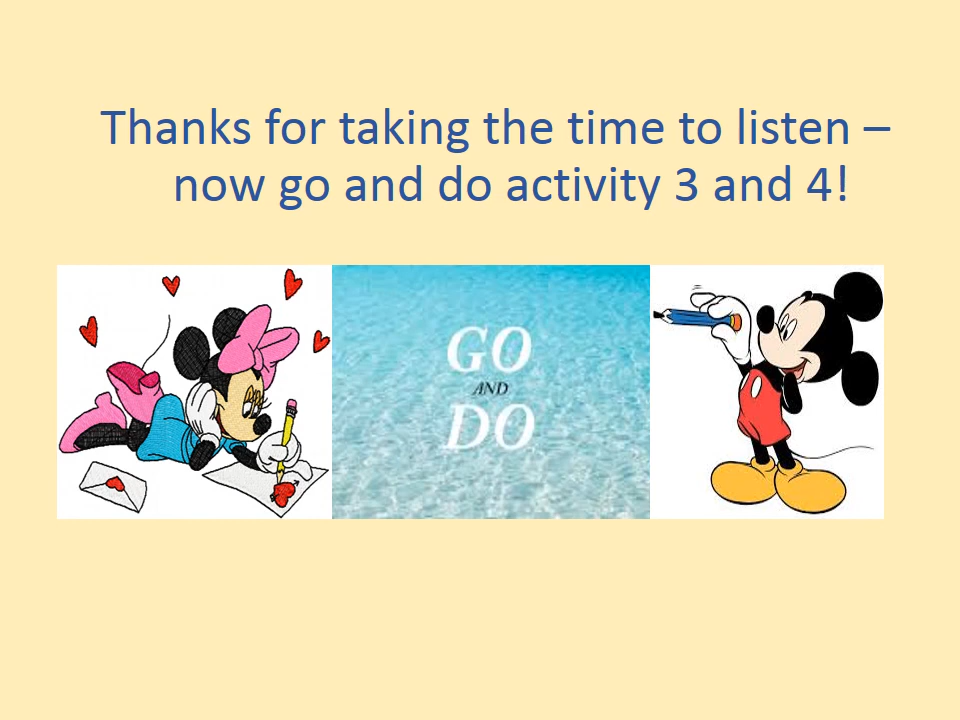 Thanks for taking the time to listen –
now go and do activity 3 and 4!
GO
AND
DO